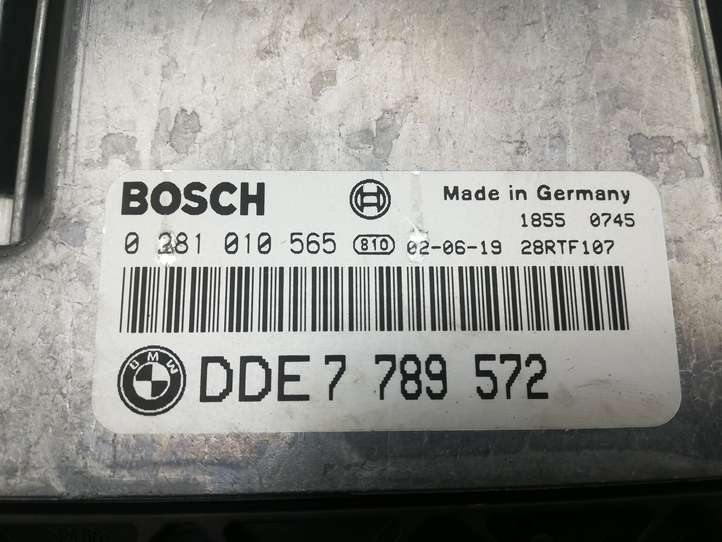 BOSCH Made in Germany
1855 0745
0 281 010 565 810 02-06-19 28RTF107
BMW DDE 7 789 572